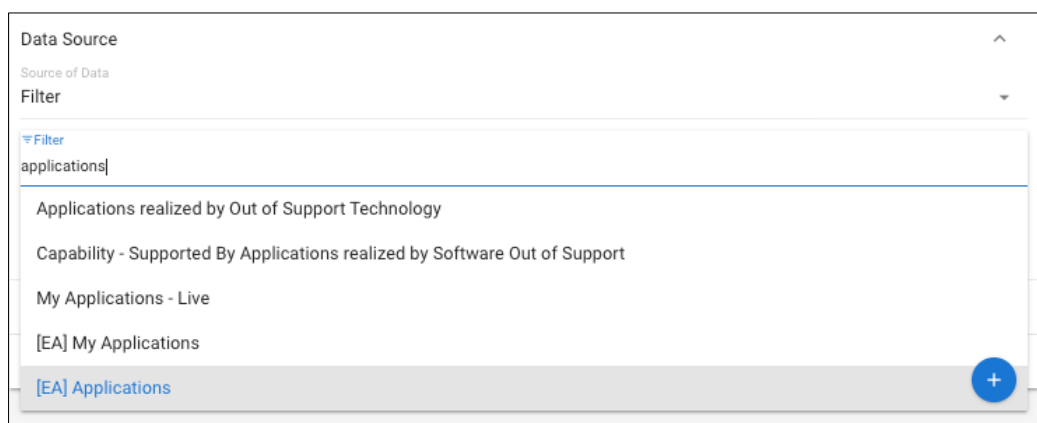 Data Source
Source of Data
Filter
Filter
applications
Applications realized by Out of Support Technology
Capability - Supported By Applications realized by Software Out of Support
My Applications - Live
[EA] My Applications
[EA] Applications